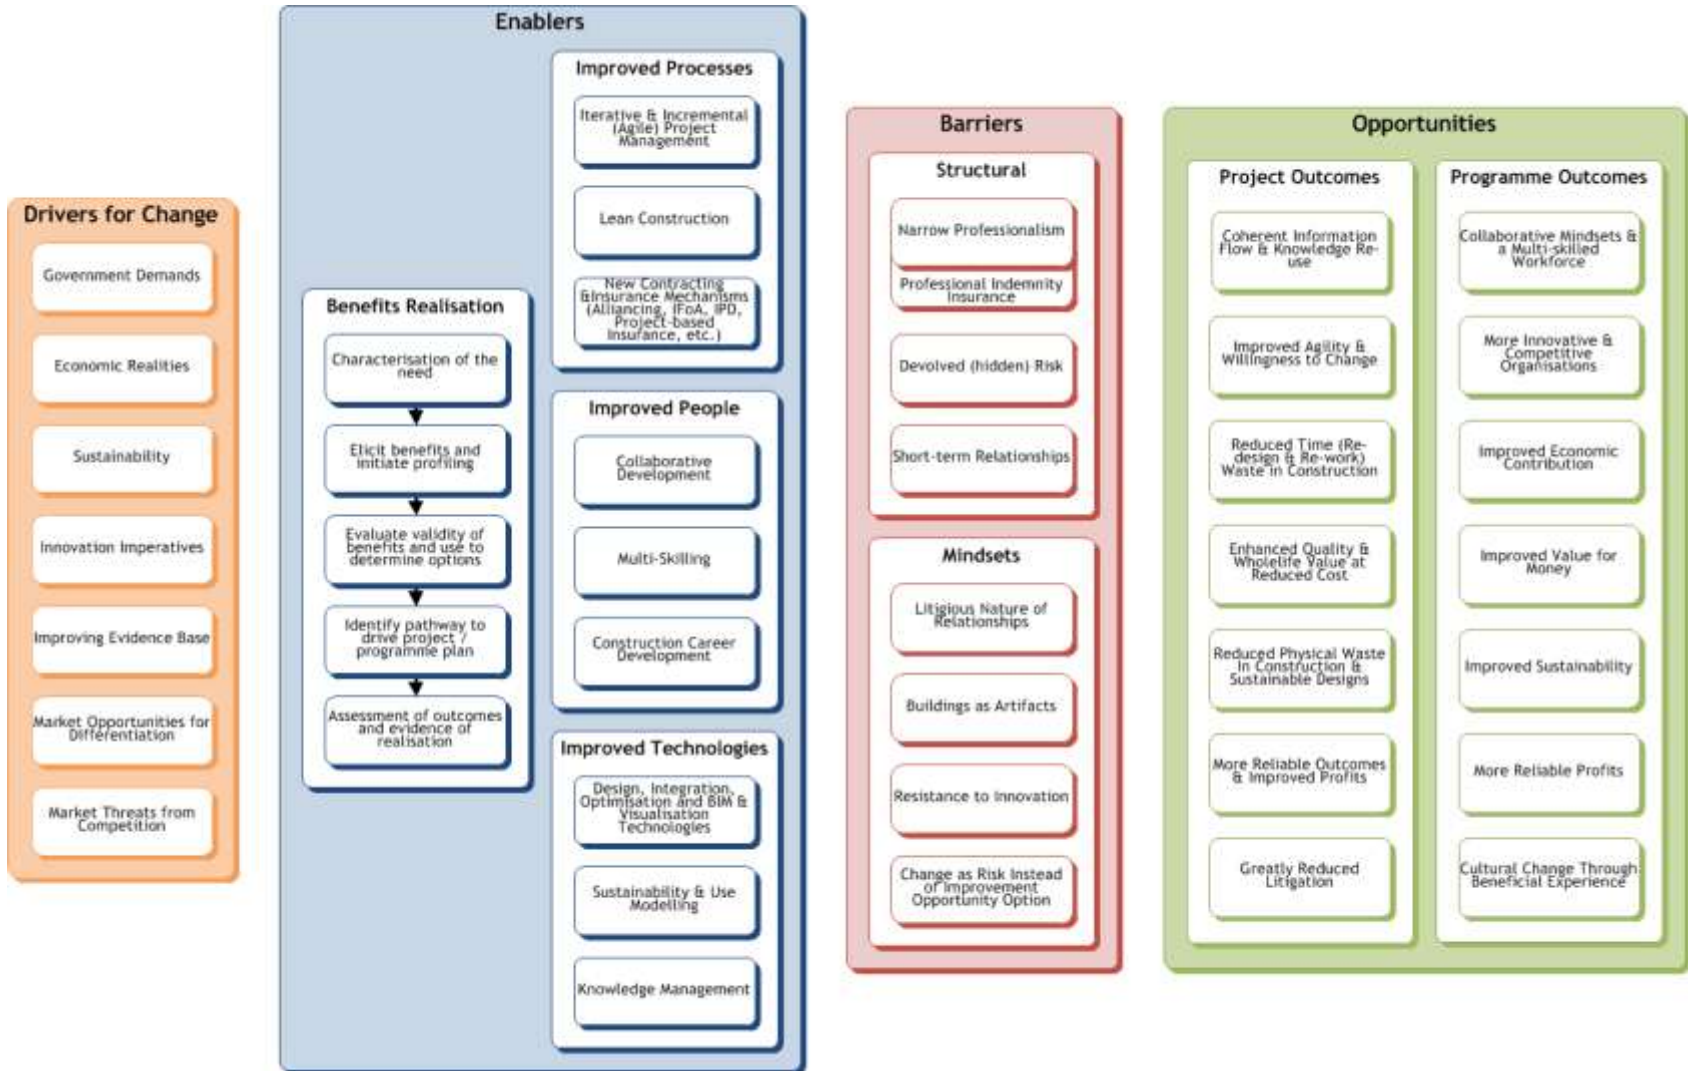 Drivers for Change
Government Demands
Economic Realities
Sustainability
Innovation Imperatives
Improving Evidence Base
Market Opportunities for
Differentiation
Market Threats from
Competition
Enablers
Benefits Realisation
Characterisation of the
need
Elicit benefits and
initiate profiling
Evaluate validity of
benefits and use to
determine options
Identify pathway to
drive project /
programme plan
Assessment of outcomes
and evidence of
realisation
Improved Processes
Iterative & Incremental
(Agile) Project
Management
Lean Construction
New Contracting
&Insurance Mechanisms
(Alliancing, IFoA, IPD,
Project-based
Insurance, etc.)
Improved People
Collaborative
Development
Multi-Skilling
Construction Career
Development
Improved Technologies
Design, Integration,
Optimisation and BIM &
Visualisation
Technologies
Sustainability & Use
Modelling
Knowledge Management
Barriers
Structural
Narrow Professionalism
Professional Indemnity
Insurance
Devolved (hidden) Risk
Short-term Relationships
Mindsets
Litigious Nature of
Relationships
Buildings as Artifacts
Resistance to Innovation
Change as Risk Instead
of Improvement
Opportunity Option
Opportunities
Project Outcomes
Coherent Information
Flow & Knowledge Re-
use
Improved Agility &
Willingness to Change
Reduced Time (Re-
design & Re-work)
Waste in Construction
Enhanced Quality &
Wholelife Value at
Reduced Cost
Reduced Physical Waste
in Construction &
Sustainable Designs
More Reliable Outcomes
& Improved Profits
Greatly Reduced
Litigation
Programme Outcomes
Collaborative Mindsets &
a Multi-skilled
Workforce
More Innovative &
Competitive
Organisations
Improved Economic
Contribution
Improved Value for
Money
Improved Sustainability
More Reliable Profits
Cultural Change Through
Beneficial Experience